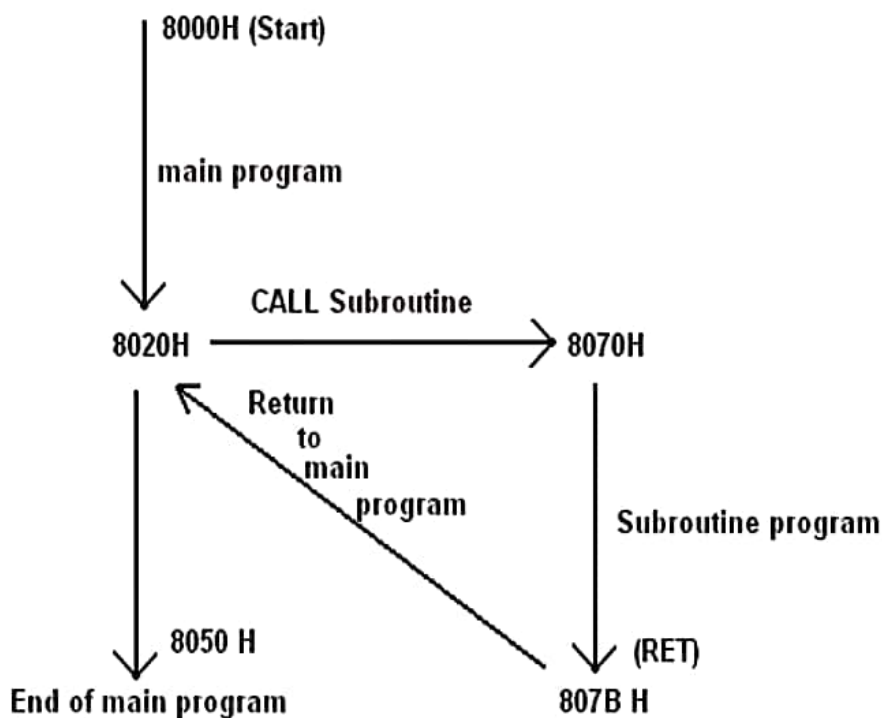 8000H (Start)
main program
CALL Subroutine
8020H
8070H
Return
to
main
program
Subroutine program
8050 H
(RET)
End of main program
807B H